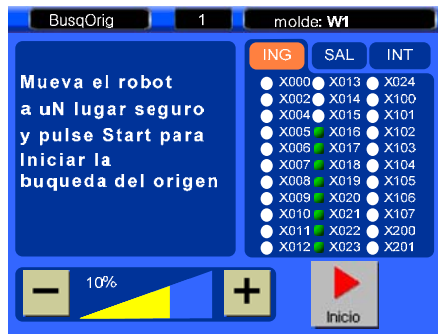 BusqOrig 1 molde: W1
ING SAL INT
Mueva el robot
a uN lugar seguro
y pulse Start para
Iniciar la
buqueda del origen
X000 X013 X024
X002 X014 X100
X004 X015 X101
X005 X016 X102
X006 X017 X103
X007 X018 X104
X008 X019 X105
X009 X020 X106
X010 X021 X107
X011 X022 X200
X012 X023 X201
10%
Inicio